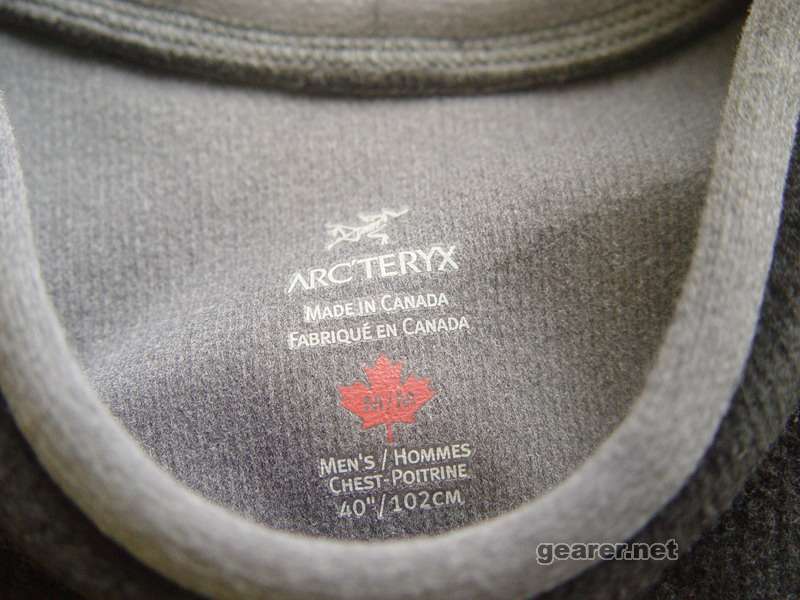 ARC'TERYX
MADE IN CANADA
FABRIQUÉ EN CANADA
M/M
MEN'S / HOMMES
CHEST-POITRINE
40"/102CM
gearer.net